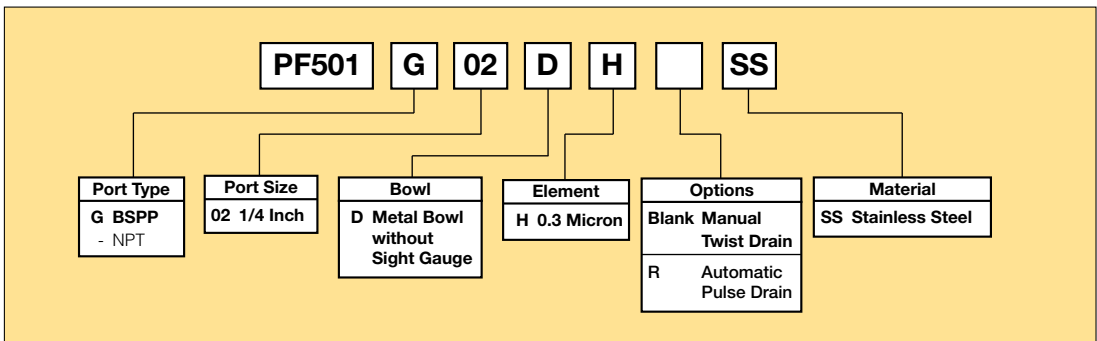 PF501 G 02 D H SS
Port Type
G BSPP
- NPT
Port Size
02 1/4 Inch
Bowl
D Metal Bowl
without
Sight Gauge
Element
H 0.3 Micron
Options
Blank Manual
Twist Drain
R Automatic
Pulse Drain
Material
SS Stainless Steel